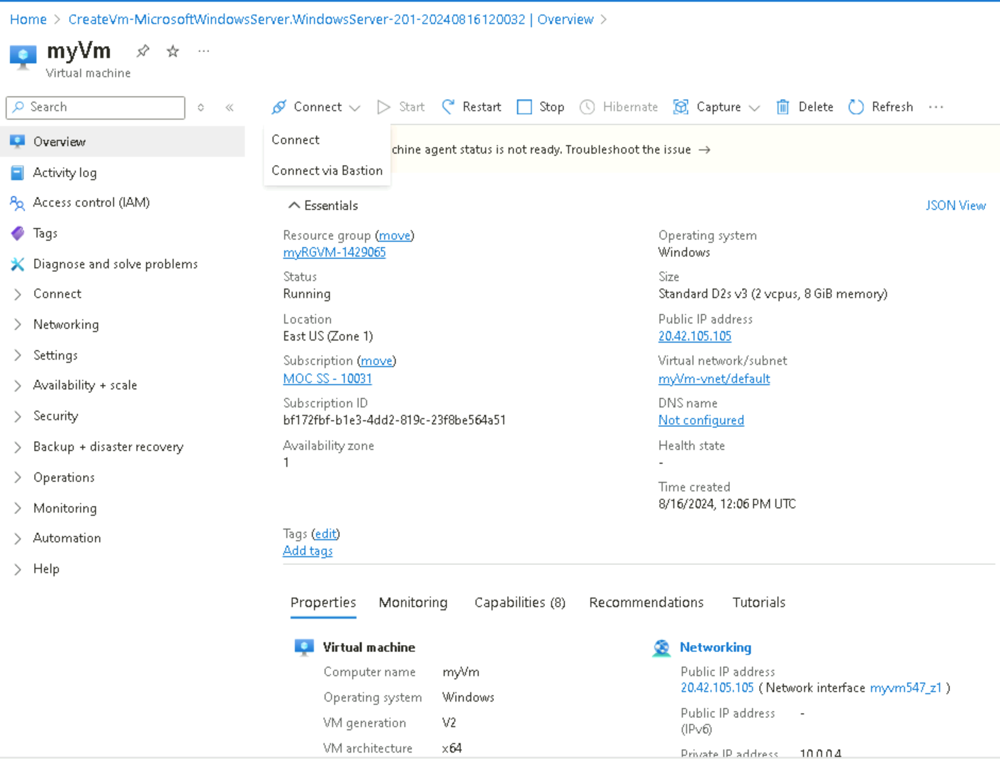 Home > CreateVm-MicrosoftWindowsServer.WindowsServer-201-20240816120032 | Overview >
myVm
Virtual machine
Search
Connect Start Restart Stop Hibernate Capture Delete Refresh
Connect
Connect via Bastion
chine agent status is not ready. Troubleshoot the issue →
Overview
Activity log
Access control (IAM)
Tags
Diagnose and solve problems
Connect
Networking
Settings
Availability + scale
Security
Backup + disaster recovery
Operations
Monitoring
Automation
Help
Essentials
JSON View
Resource group (move)
myRGVM-1429065
Status
Running
Location
East US (Zone 1)
Subscription (move)
MOC SS - 10031
Subscription ID
bf172fbf-b1e3-4dd2-819c-23f8be564a51
Availability zone
1
Operating system
Windows
Size
Standard D2s v3 (2 vcpus, 8 GiB memory)
Public IP address
20.42.105.105
Virtual network/subnet
myVm-vnet/default
DNS name
Not configured
Health state
-
Time created
8/16/2024, 12:06 PM UTC
Tags (edit)
Add tags
Properties Monitoring Capabilities (8) Recommendations Tutorials
Virtual machine
Computer name myVm
Operating system Windows
VM generation V2
VM architecture x64
Networking
Public IP address
20.42.105.105 ( Network interface myvm547_z1 )
Public IP address -
(IPv6)
Private IP address 10.0.0.4